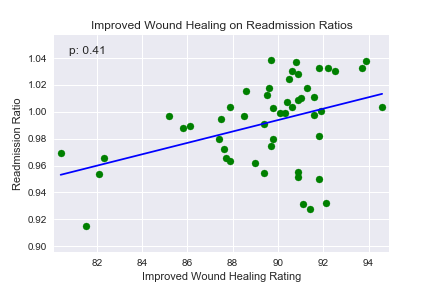 Improved Wound Healing on Readmission Ratios
p: 0.41
1.04
1.02
1.00
0.98
0.96
0.94
0.92
0.90
Readmission Ratio
82 84 86 88 90 92 94
Improved Wound Healing Rating